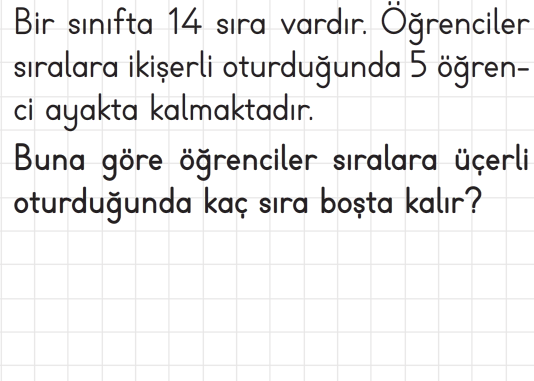 Bir sınıfta 14 sıra vardır. Öğrenciler
sıralara ikişerli oturduğunda 5 öğren-
ci ayakta kalmaktadır.
Buna göre öğrenciler sıralara üçerli
oturduğunda kaç sıra boşta kalır?